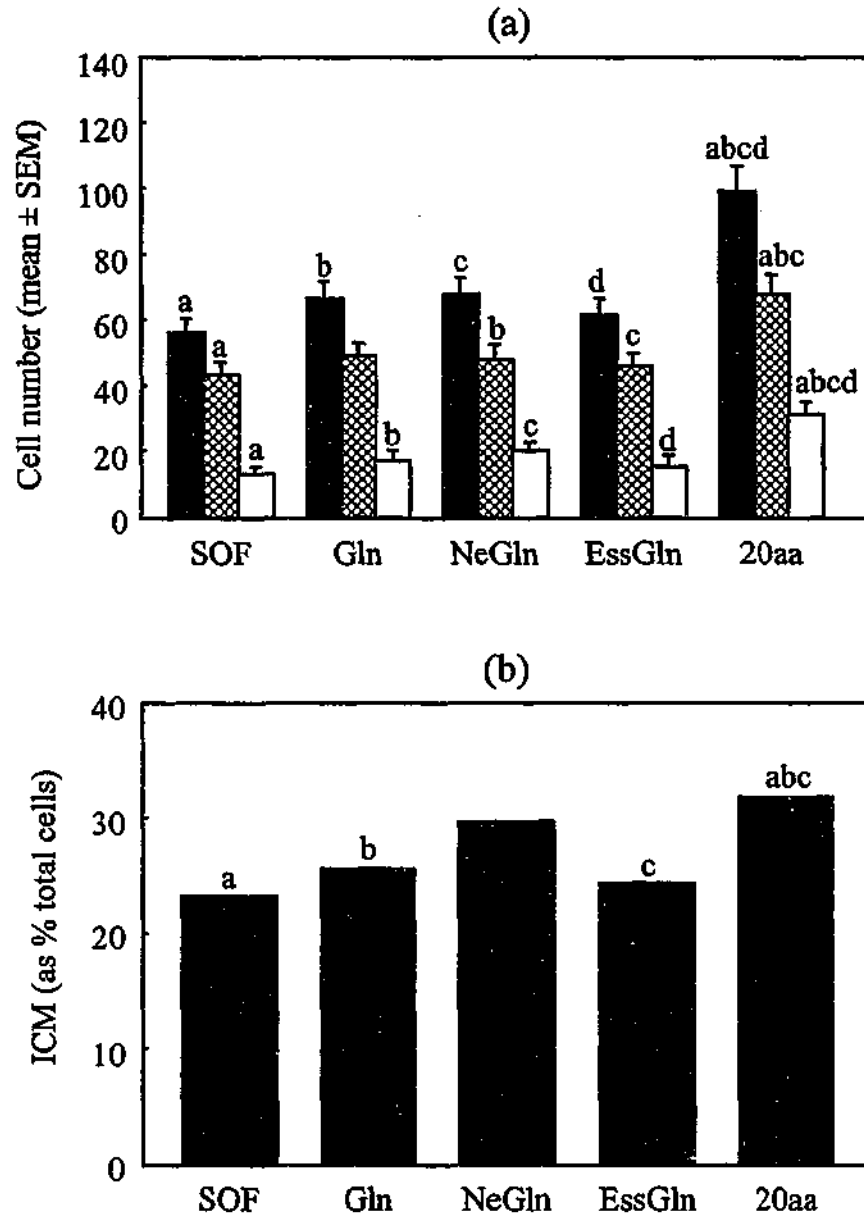 (a)
Cell number (mean ± SEM)
140
120
100
80
60
40
20
0
a
a
a
b
b
c
b
c
d
c
d
abcd
abc
abcd
SOF Gln NeGln EssGln 20aa
(b)
ICM (as % total cells)
40
30
20
10
0
a
b
c
abc
SOF Gln NeGln EssGln 20aa